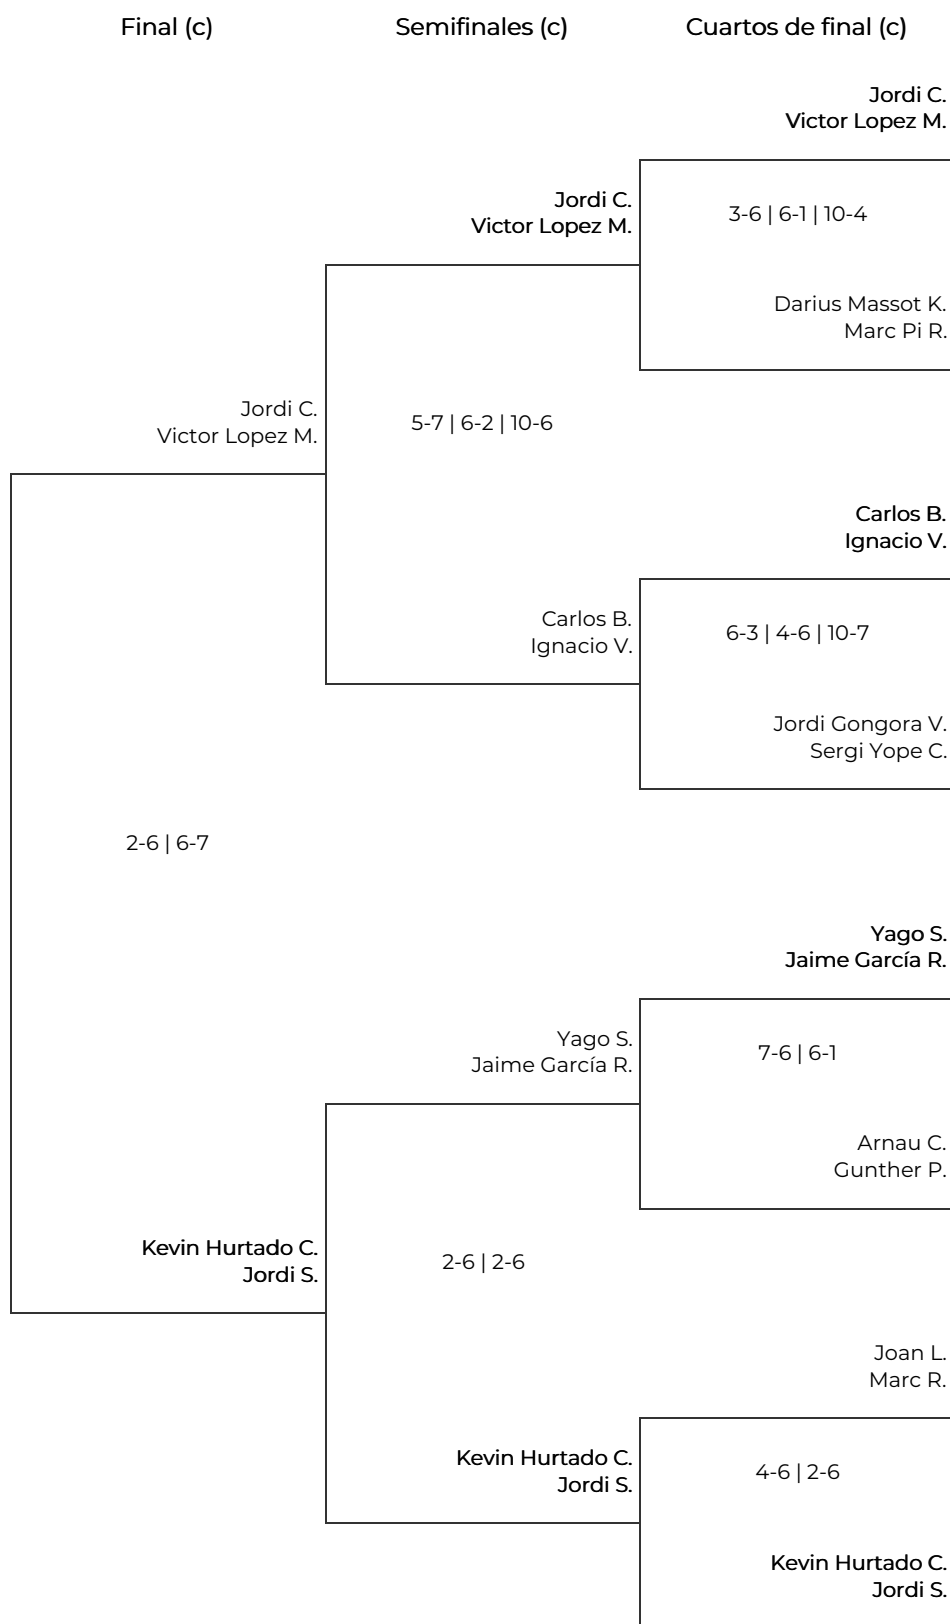 Final (c)
Semifinales (c)
Cuartos de final (c)
Jordi C.
Victor Lopez M.
Jordi C.
Victor Lopez M.
3-6 | 6-1 | 10-4
Darius Massot K.
Marc Pi R.
Jordi C.
Victor Lopez M.
5-7 | 6-2 | 10-6
Carlos B.
Ignacio V.
Carlos B.
Ignacio V.
6-3 | 4-6 | 10-7
Jordi Gongora V.
Sergi Yope C.
2-6 | 6-7
Yago S.
Jaime García R.
Yago S.
Jaime García R.
7-6 | 6-1
Arnau C.
Gunther P.
Kevin Hurtado C.
Jordi S.
2-6 | 2-6
Joan L.
Marc R.
Kevin Hurtado C.
Jordi S.
4-6 | 2-6
Kevin Hurtado C.
Jordi S.